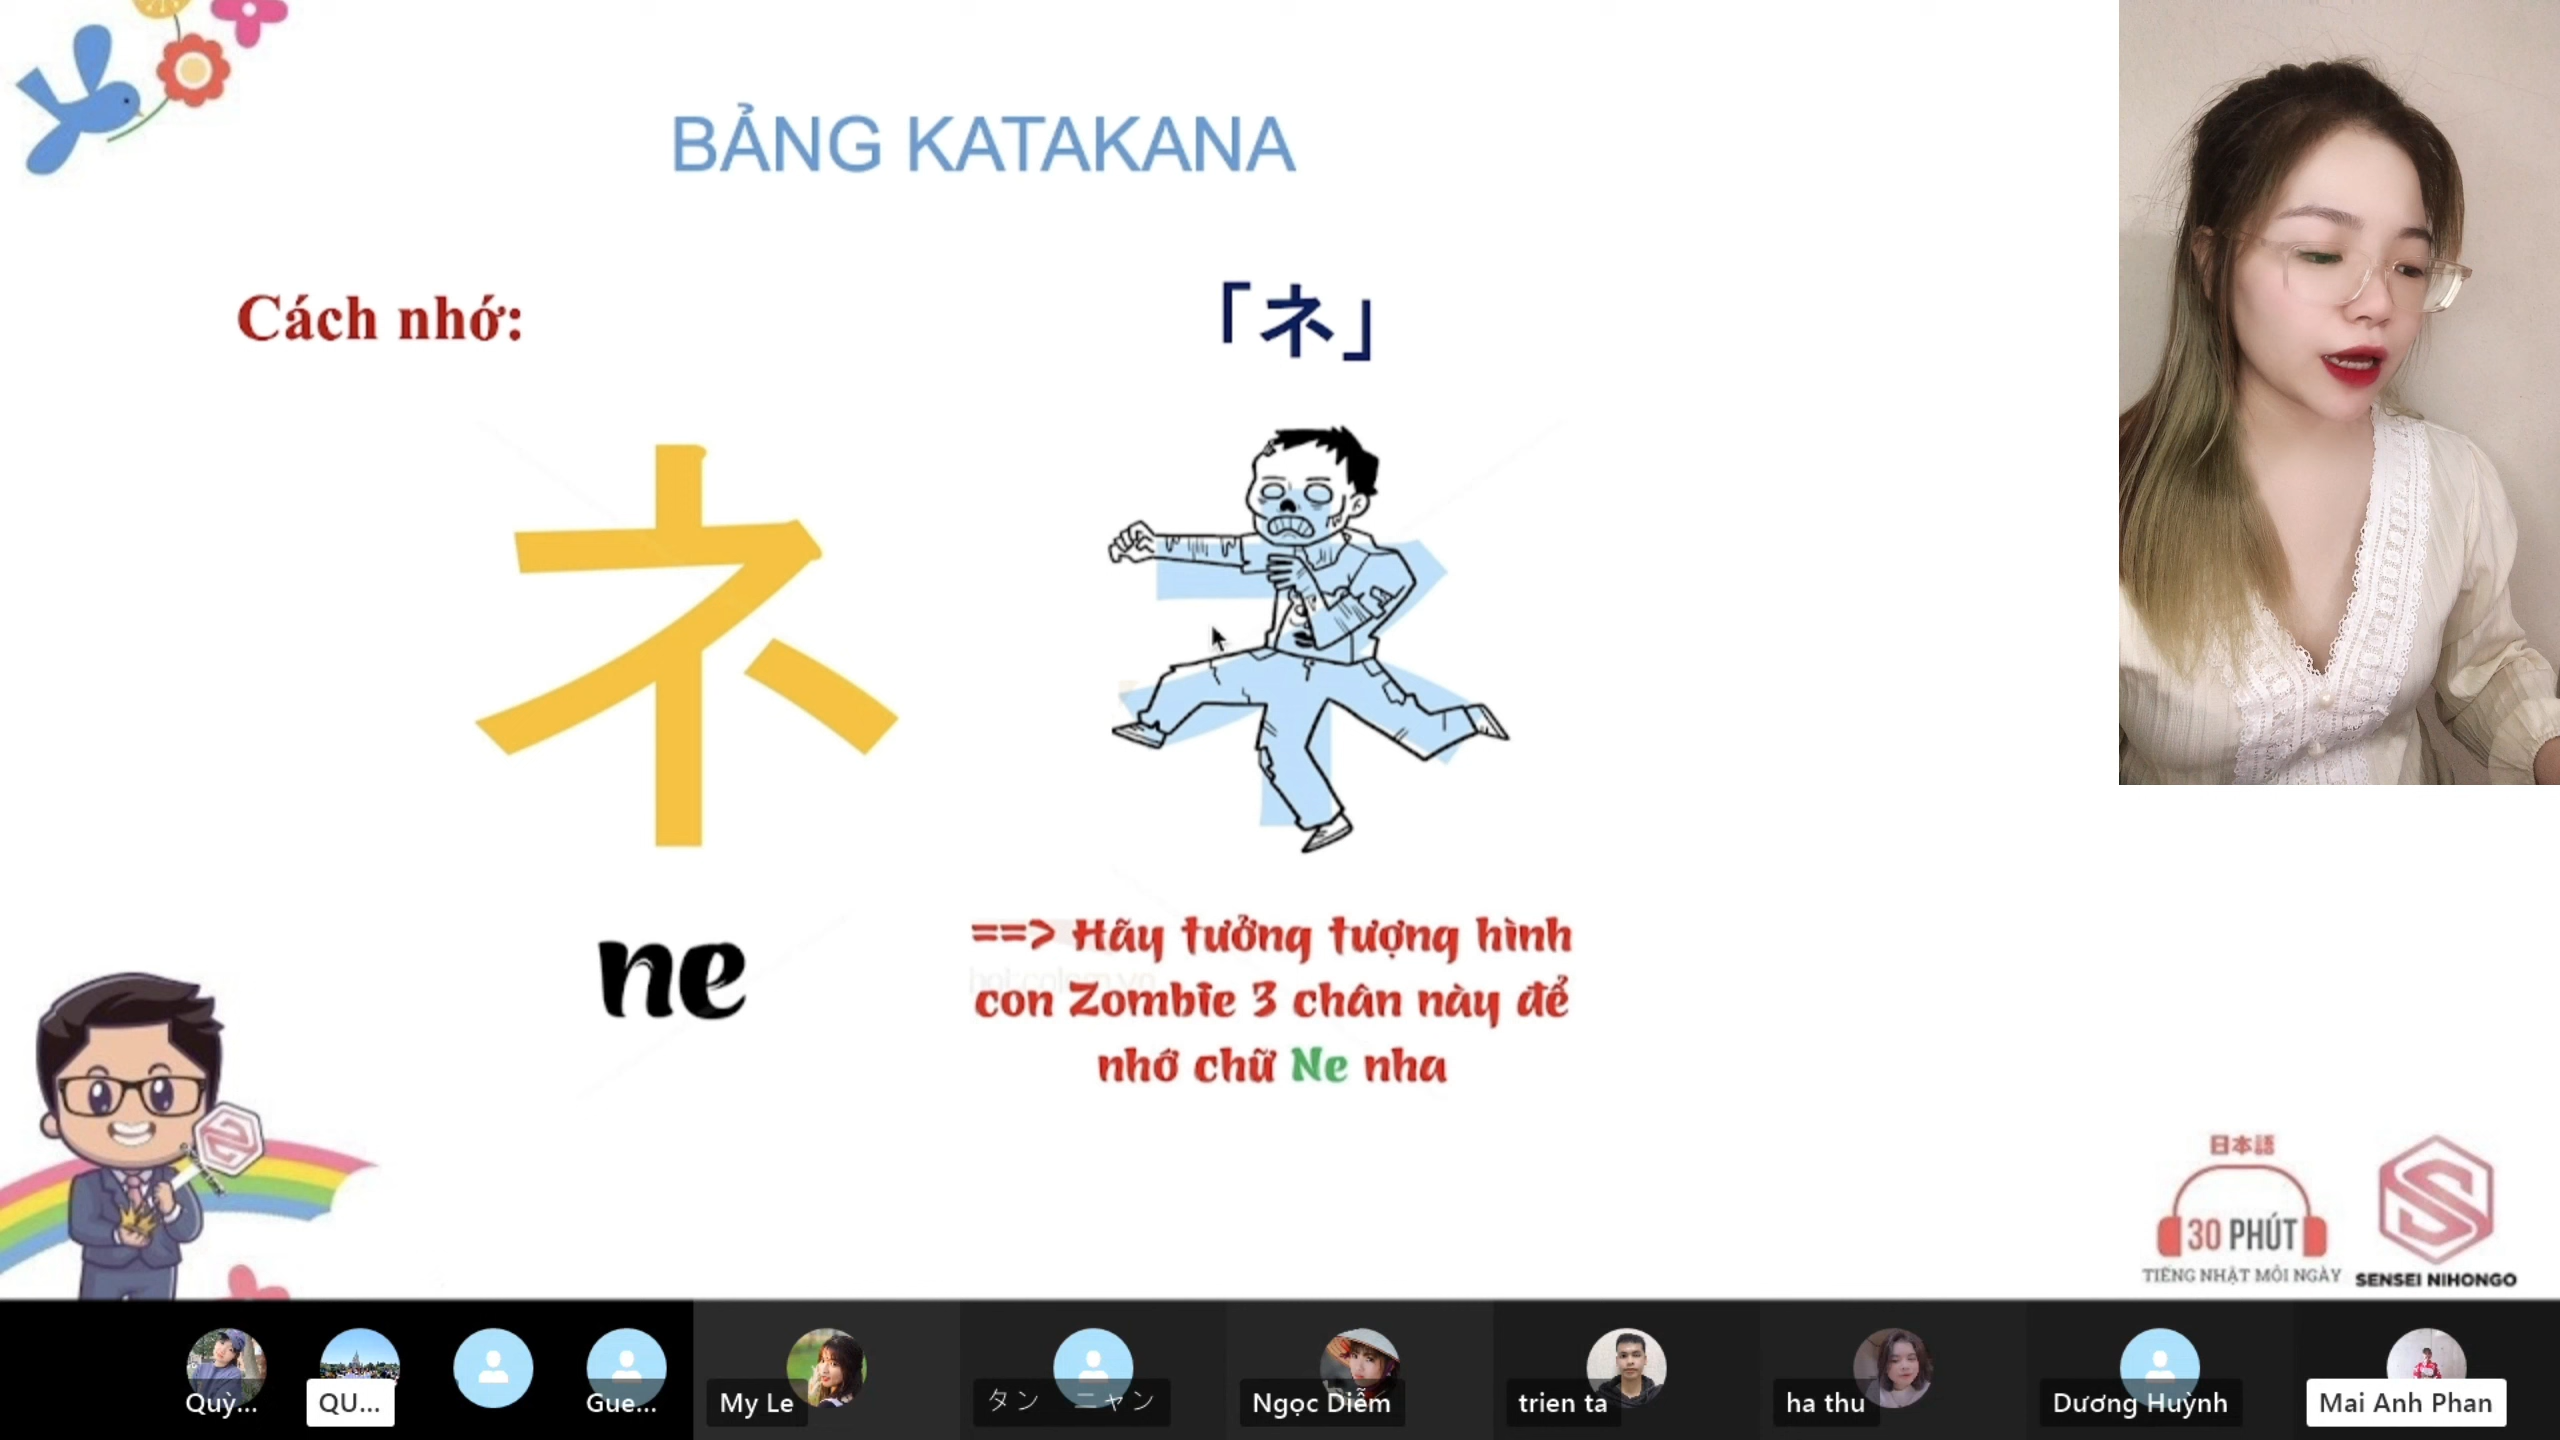 BẢNG KATAKANA
Cách nhớ:
「ネ」
ネ
ne
==> Hãy tưởng tượng hình
con Zombie 3 chân này để
nhớ chữ Ne nha
日本語
30 PHÚT
TIẾNG NHẬT MỖI NGÀY
SENSEI NIHONGO
Quỳ...
QU...
Gue...
My Le
タン ニャン
Ngọc Diễm
trien ta
ha thu
Dương Huỳnh
Mai Anh Phan